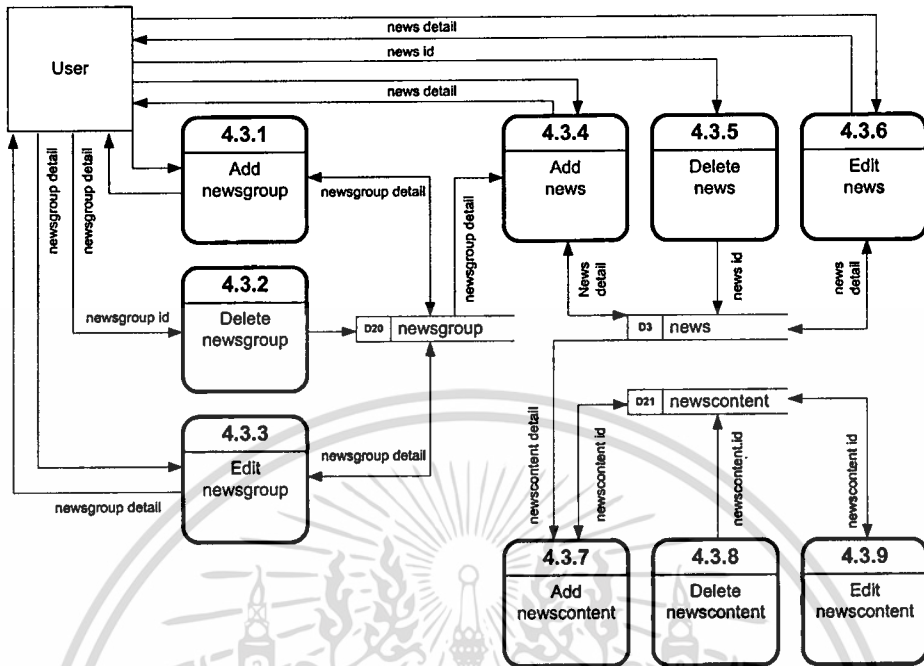 news detail
news id
news detail
User
4.3.1
Add
newsgroup
4.3.4
Add
news
4.3.5
Delete
news
4.3.6
Edit
news
newsgroup detail
newsgroup detail
newsgroup detail
newsgroup detail
News
detail
news id
news
detail
4.3.2
Delete
newsgroup
newsgroup id
D20 newsgroup
D3 news
D21 newscontent
4.3.3
Edit
newsgroup
newsgroup detail
newsgroup detail
newscontent detail
newscontent id
newscontent.id
newscontent id
4.3.7
Add
newscontent
4.3.8
Delete
newscontent
4.3.9
Edit
newscontent